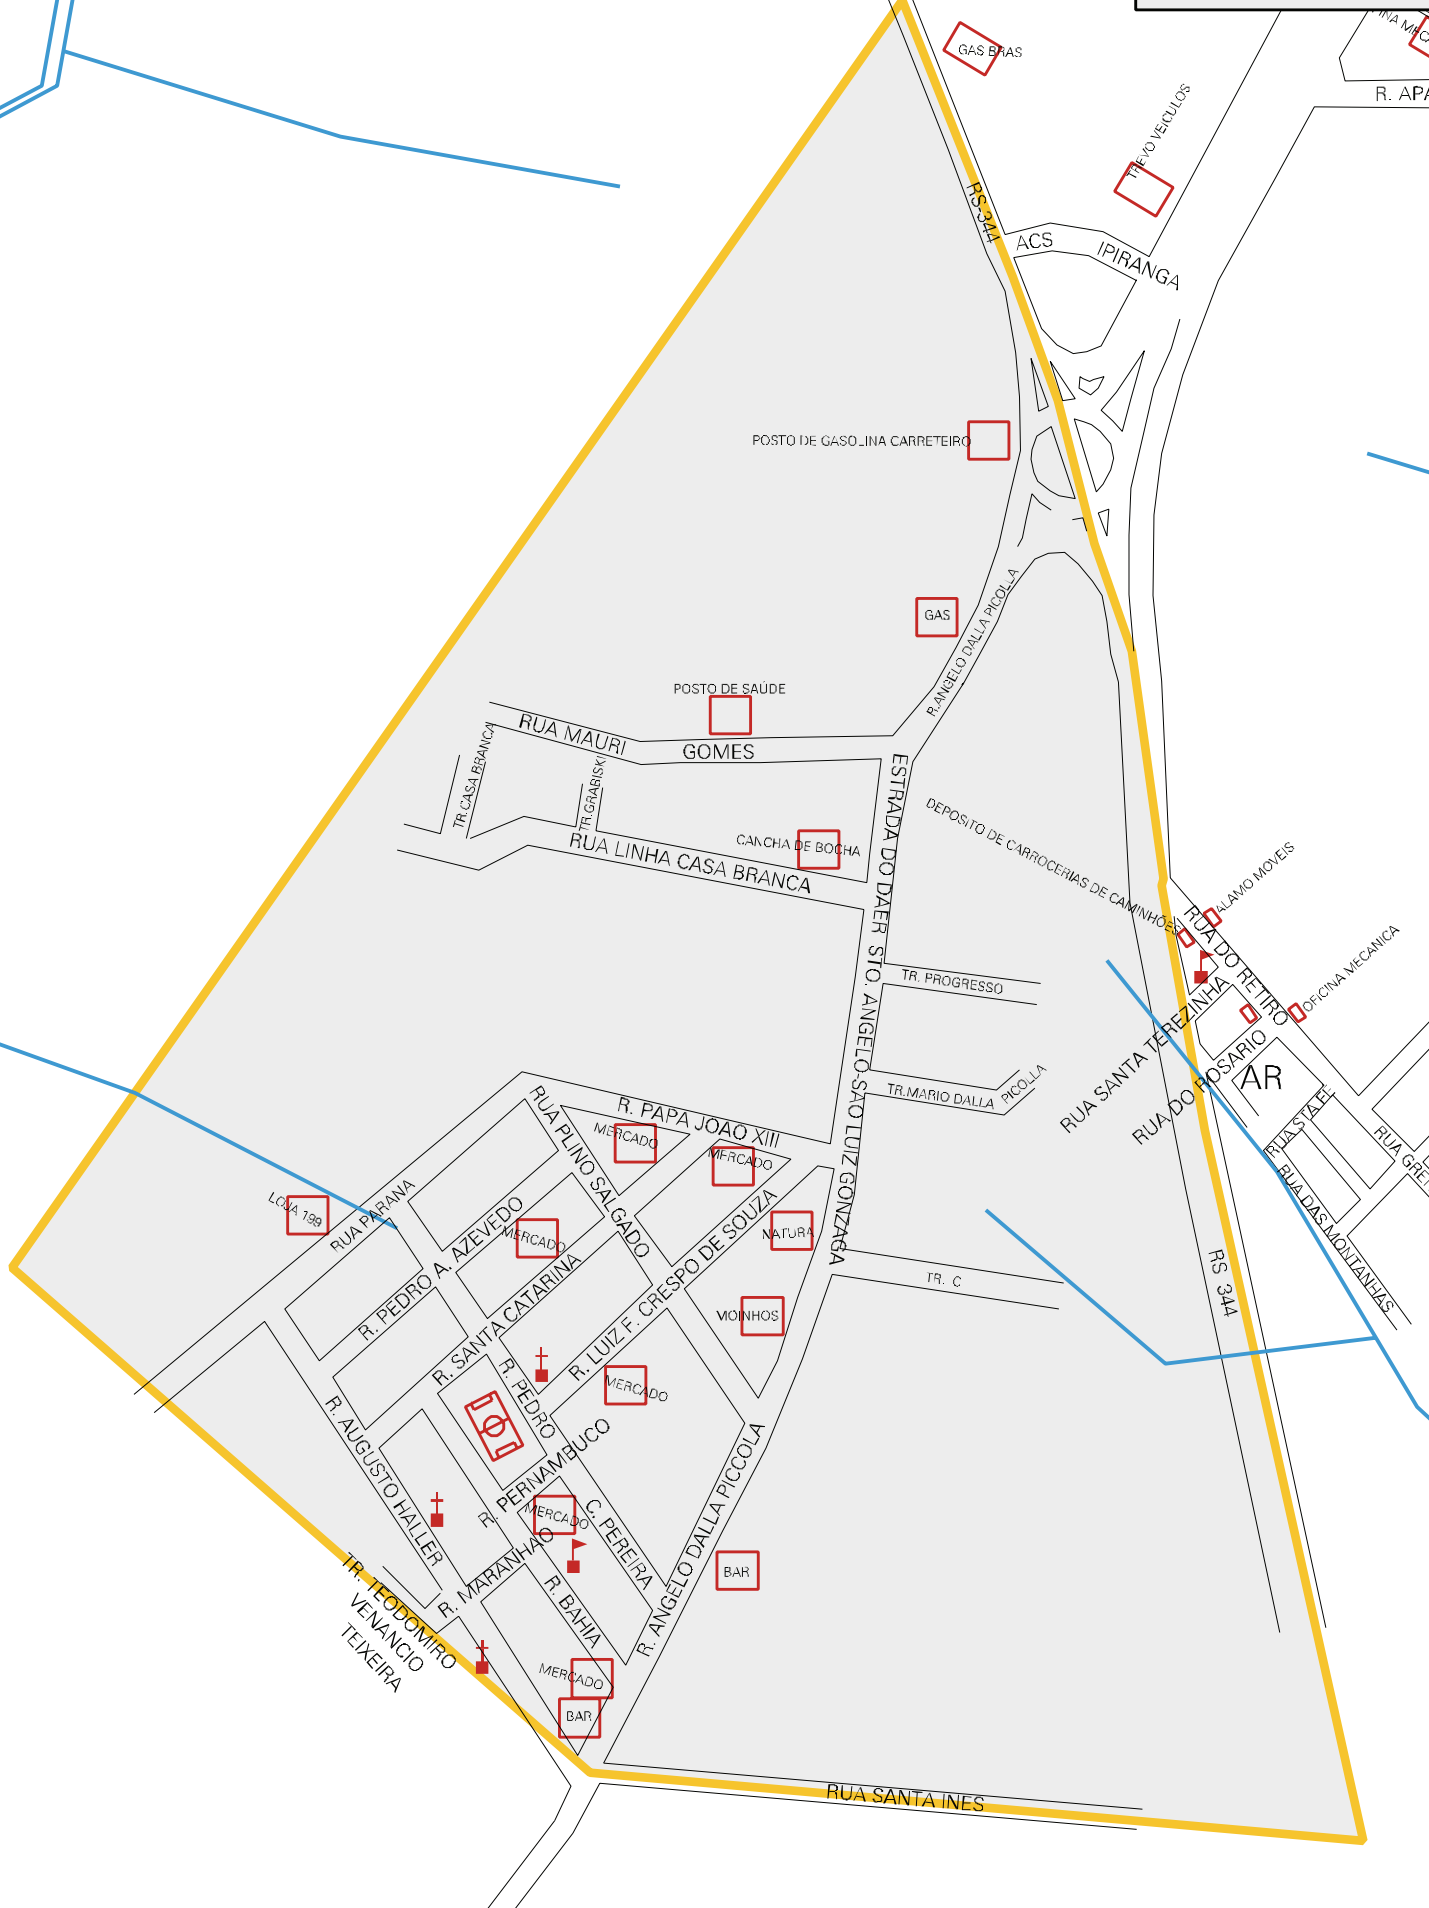 GAS BRAS
R. APA
TREVO VEICULOS
RS-344
ACS
IPIRANGA
POSTO DE GASOLINA CARRETEIRO
GAS
R.ANGELO DALLA PICOLLA
POSTO DE SAÚDE
RUA MAURI
GOMES
TR.CASA BRANCA
TR.GRABISKI
ESTRADA DO DAER STO. ANGELO-SAO LUIZ GONZAGA
DEPOSITO DE CARROCERIAS DE CAMINHÕES
CANCHA DE BOCHA
RUA LINHA CASA BRANCA
ALAMO MOVEIS
RUA DO RETIRO
OFICINA MECANICA
TR. PROGRESSO
RUA SANTA TEREZINHA
RUA DO ROSARIO
AR
TR.MARIO DALLA
PICOLLA
R. PAPA JOAO XIII
RUA PLINO SALGADO
MERCADO
MERCADO
RUA STA EL
RUA GRE
RUA DAS MONTANHAS
LOJA 199
RUA PARANA
R. PEDRO A. AZEVEDO
MERCADO
NATURA
R. LUIZ F. CRESPO DE SOUZA
R. SANTA CATARINA
TR. C
RS 344
MOINHOS
MERCADO
R. PEDRO
C. PEREIRA
R. AUGUSTO HALLER
R. PERNAMBUCO
MERCADO
R. MARANHAO
R. BAHIA
R. ANGELO DALLA PICCOLA
BAR
TR. TEODOMIRO
VENANCIO
TEIXEIRA
MERCADO
BAR
RUA SANTA INES